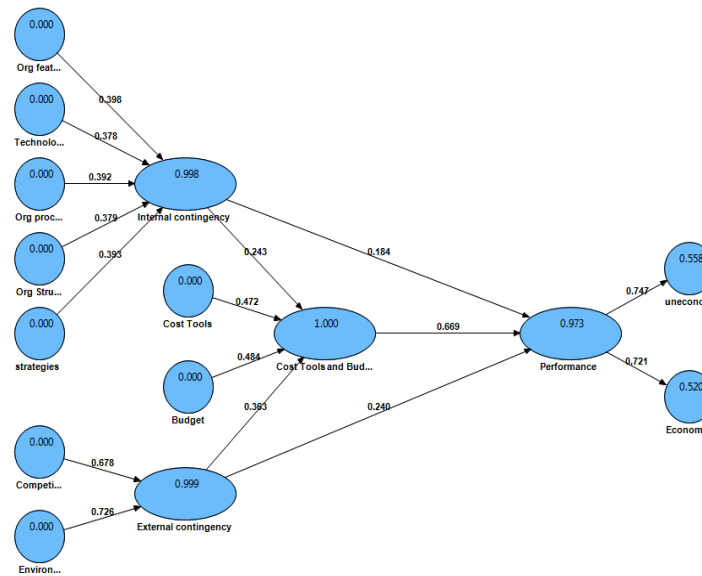 0.000
Org feat...
0.398
0.000
Technolo...
0.378
0.000
Org proc...
0.392
0.998
Internal contingency
0.379
0.393
0.000
Org Stru...
0.243
0.184
0.000
Cost Tools
0.472
0.558
unecono
0.747
0.000
strategies
1.000
Cost Tools and Bud...
0.669
0.973
Performance
0.484
0.000
Budget
0.721
0.520
Econom
0.363
0.240
0.000
Competi...
0.678
0.999
External contingency
0.726
0.000
Environ...